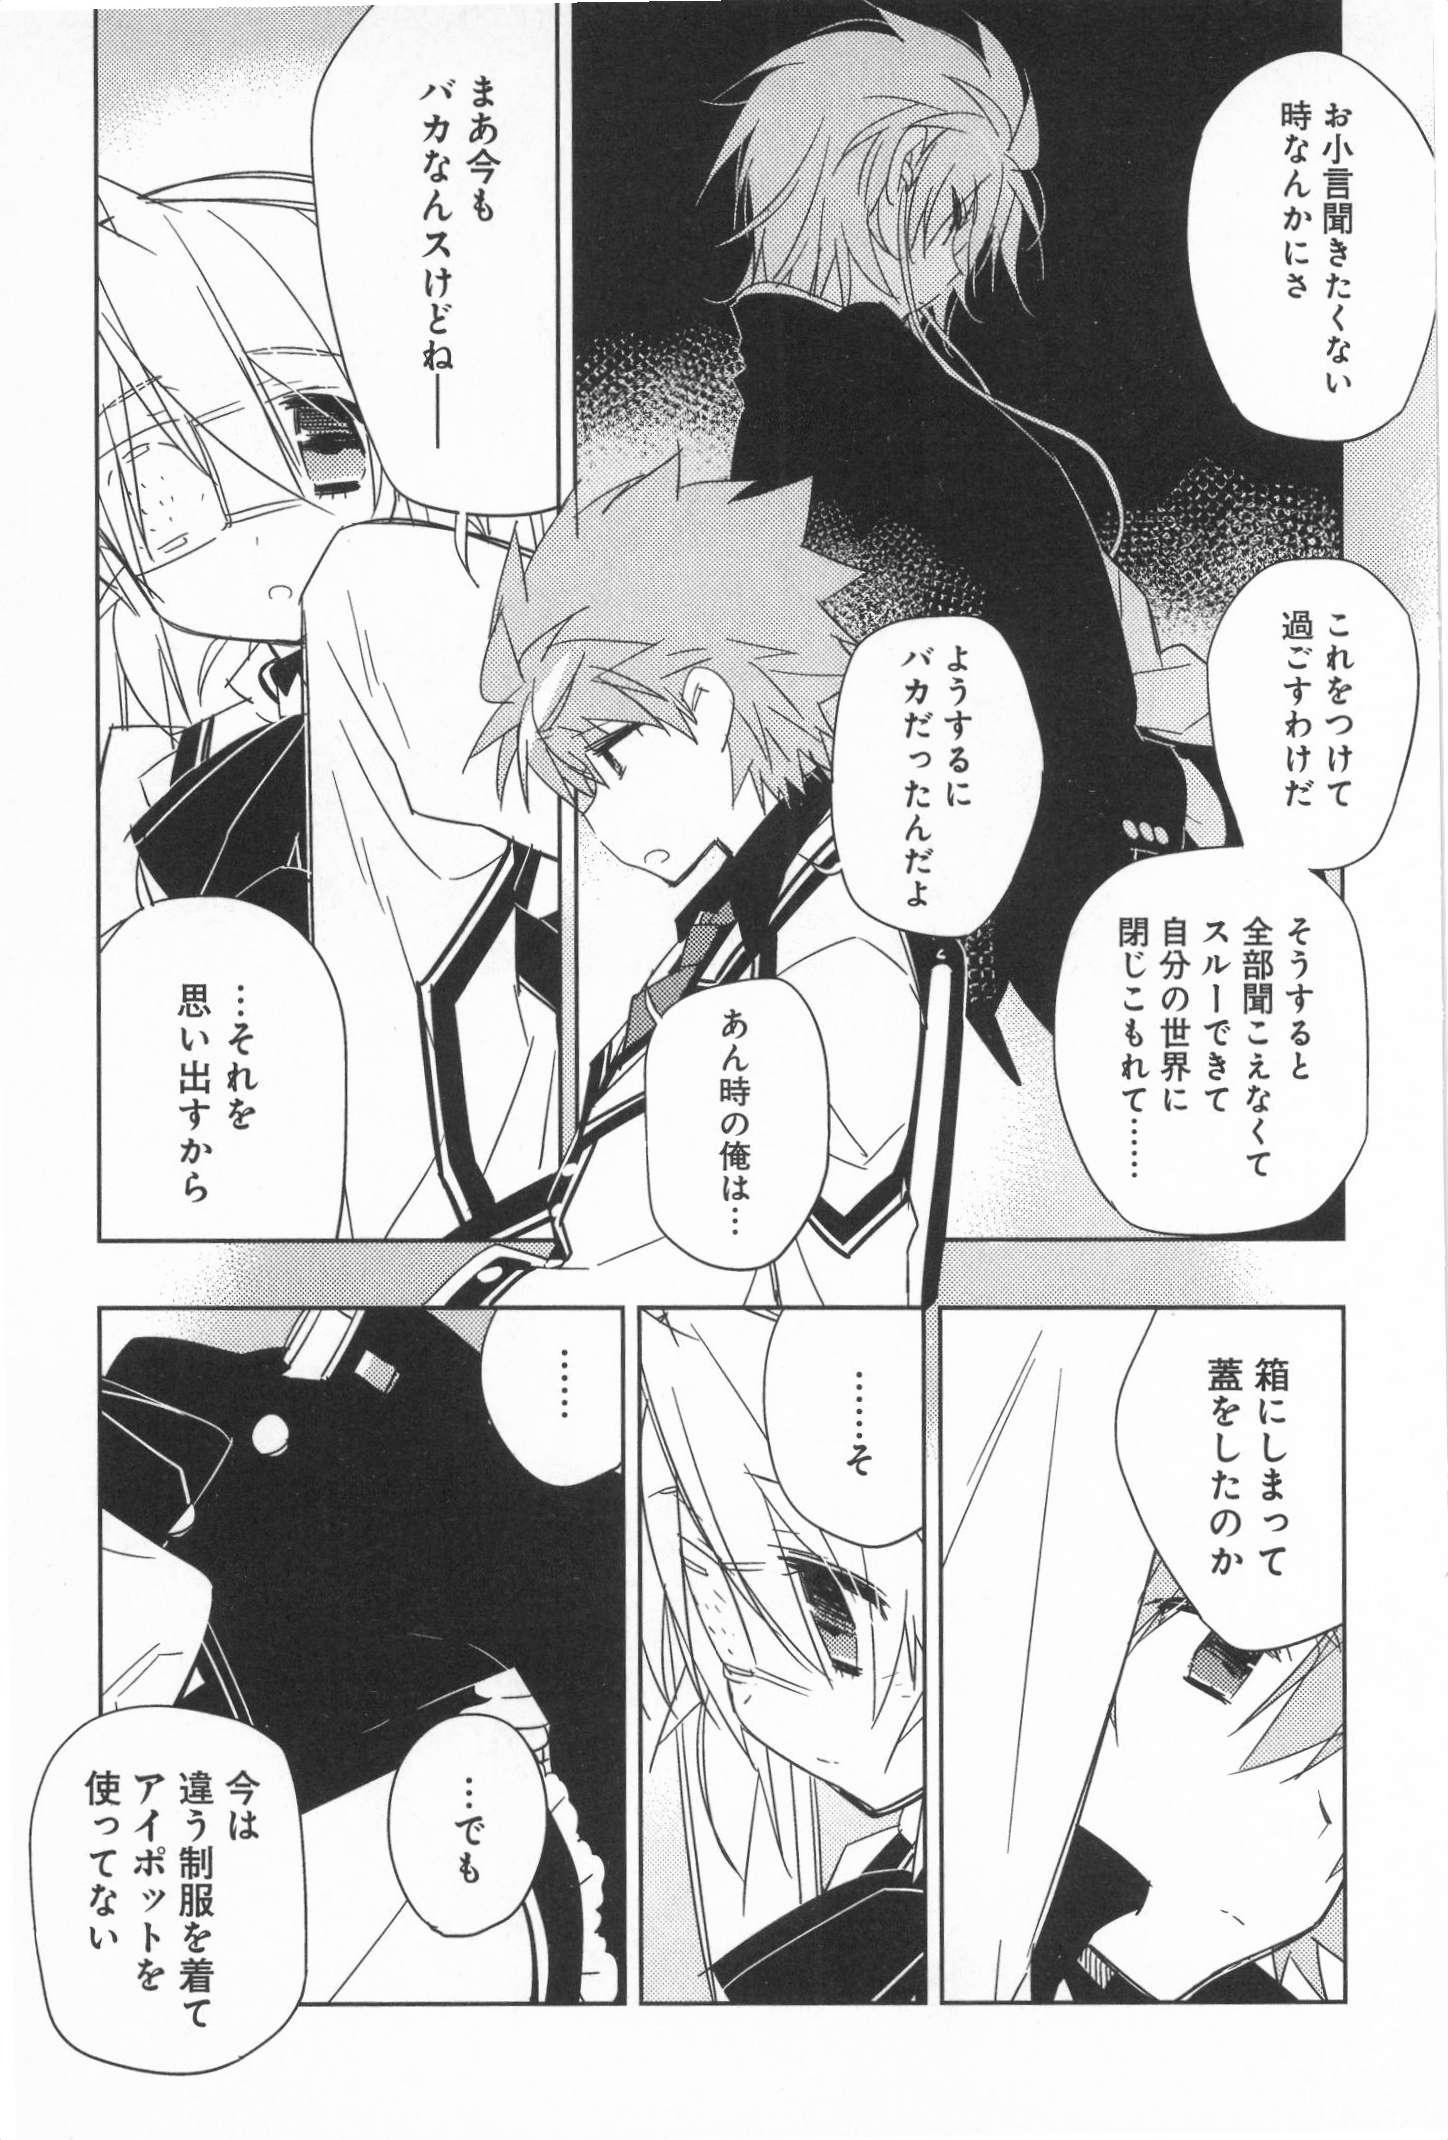 お小言聞きたくない
時なんかにさ
これをつけて
過ごすわけだ
そうすると
全部聞こえなくて
スルーできて
自分の世界に
閉じこもれて……
ようするに
バカだったんだよ
あん時の俺は…
まあ今も
バカなんスけどね――
…それを
思い出すから
箱にしまって
蓋をしたのか
……そ
……
…でも
今は
違う制服を着て
アイポットを
使ってない